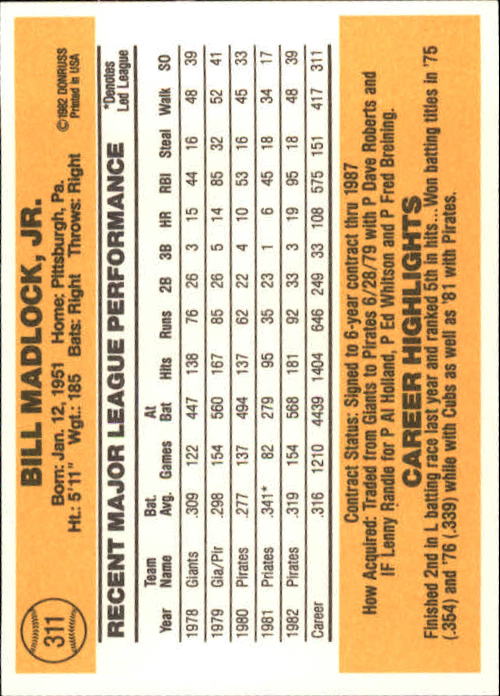 311
BILL MADLOCK, JR.
Born: Jan. 12, 1951 Home: Pittsburgh, Pa.
Ht.: 5'11" Wgt.: 185 Bats: Right Throws: Right
©1982 DONRUSS
Printed in USA
RECENT MAJOR LEAGUE PERFORMANCE
*Denotes
Led League
Team Bat. At
Year Name Avg. Games Bat Hits Runs 2B 3B HR RBI Steal Walk SO
1978 Giants .309 122 447 138 76 26 3 15 44 16 48 39
1979 Gia/Pir .298 154 560 167 85 26 5 14 85 32 52 41
1980 Pirates .277 137 494 137 62 22 4 10 53 16 45 33
1981 Priates .341* 82 279 95 35 23 1 6 45 18 34 17
1982 Pirates .319 154 568 181 92 33 3 19 95 18 48 39
Career .316 1210 4439 1404 646 249 33 108 575 151 417 311
Contract Status: Signed to 6-year contract thru 1987
How Acquired: Traded from Giants to Pirates 6/28/79 with P Dave Roberts and
IF Lenny Randle for P Al Holland, P Ed Whitson and P Fred Breining.
CAREER HIGHLIGHTS
Finished 2nd in L batting race last year and ranked 5th in hits...Won batting titles in '75
(.354) and '76 (.339) while with Cubs as well as '81 with Pirates.